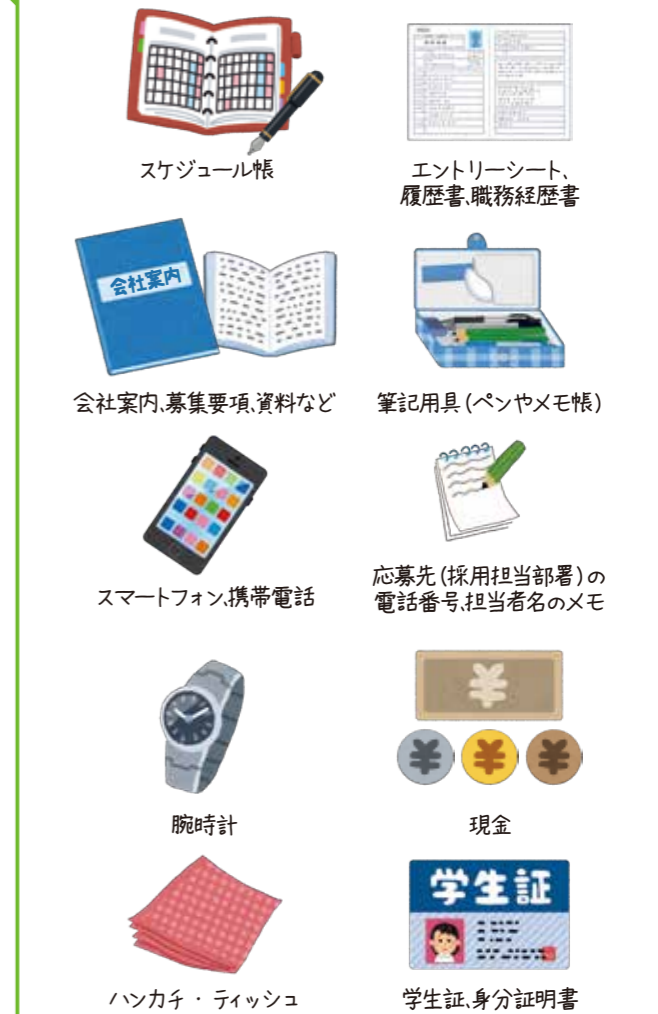 スケジュール帳
エントリーシート、
履歴書、職務経歴書
会社案内
会社案内、募集要項、資料など
筆記用具(ペンやメモ帳)
スマートフォン、携帯電話
応募先(採用担当部署)の
電話番号、担当者名のメモ
¥
¥ ¥ ¥
腕時計
現金
学生証
ハンカチ・ティッシュ
学生証、身分証明書